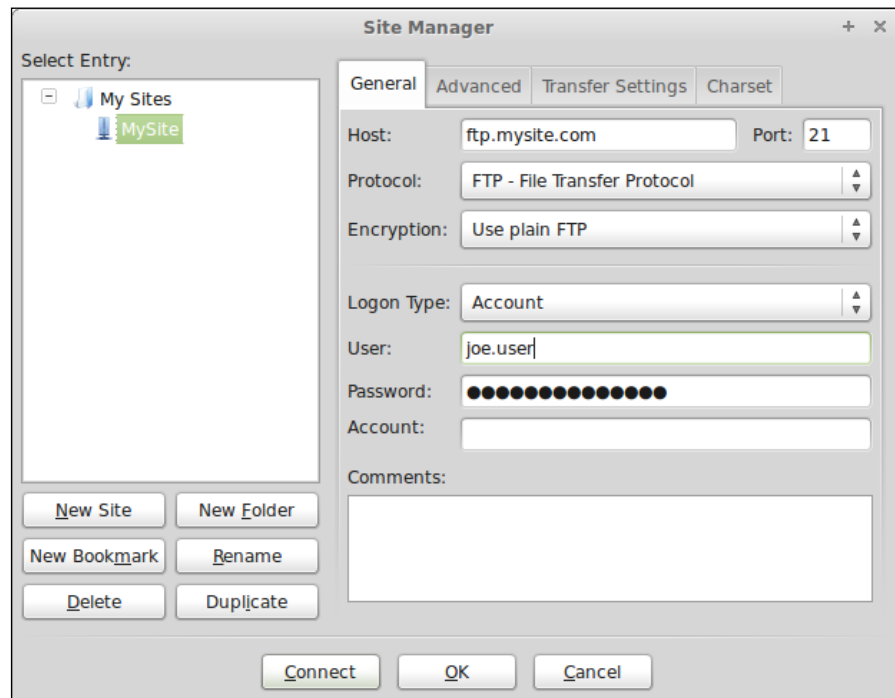 Site Manager
Select Entry:
My Sites
MySite
New Site New Folder
New Bookmark Rename
Delete Duplicate
General Advanced Transfer Settings Charset
Host: ftp.mysite.com Port: 21
Protocol: FTP - File Transfer Protocol
Encryption: Use plain FTP
Logon Type: Account
User: joe.user
Password: ●●●●●●●●●●●●●●
Account:
Comments:
Connect OK Cancel